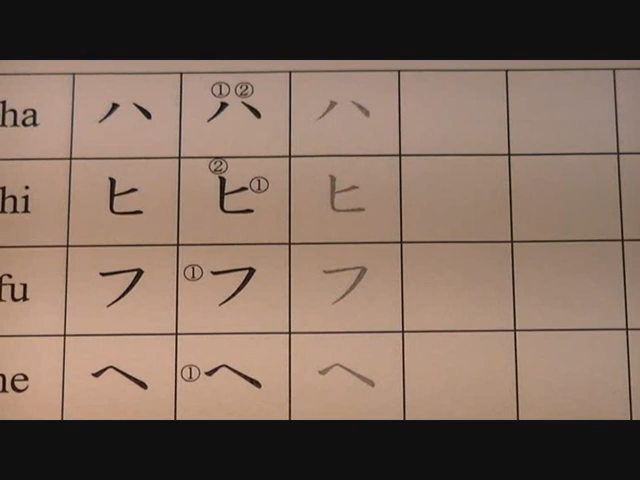 ha ハ ①② ハ ハ
hi ヒ ② ヒ ① ヒ
fu フ ① フ フ
he ヘ ① ヘ ヘ